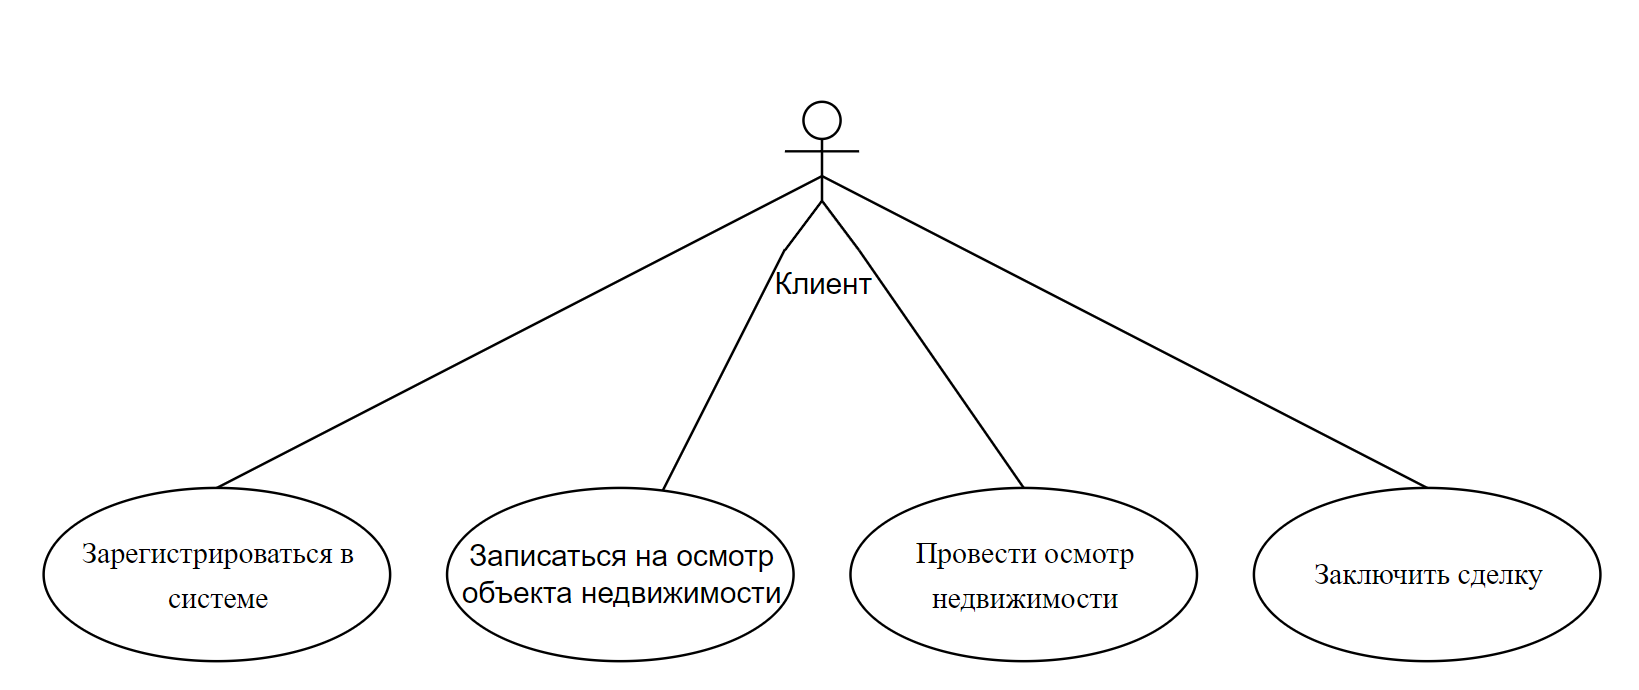 Клиент
Зарегистрироваться в
системе
Записаться на осмотр
объекта недвижимости
Провести осмотр
недвижимости
Заключить сделку